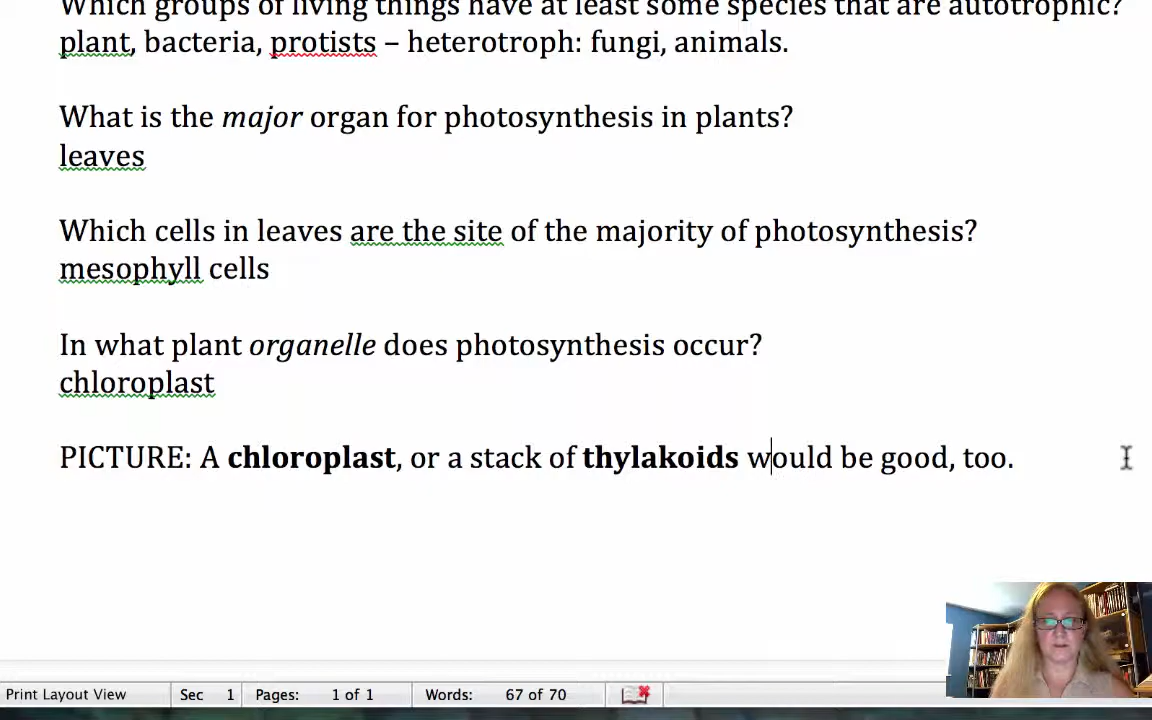 Which groups of living things have at least some species that are autotrophic?
plant, bacteria, protists – heterotroph: fungi, animals.
What is the major organ for photosynthesis in plants?
leaves
Which cells in leaves are the site of the majority of photosynthesis?
mesophyll cells
In what plant organelle does photosynthesis occur?
chloroplast
PICTURE: A chloroplast, or a stack of thylakoids would be good, too.
Print Layout View Sec 1 Pages: 1 of 1 Words: 67 of 70